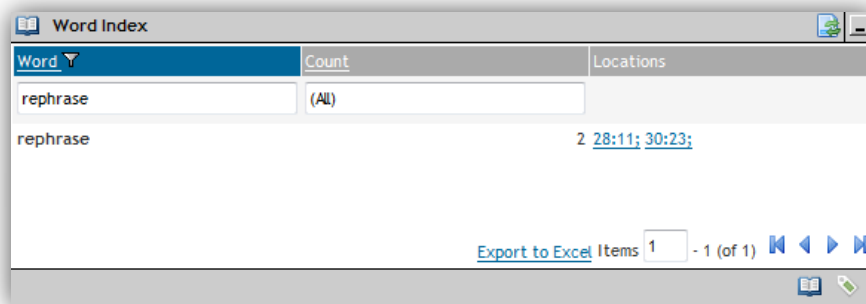 Word Index
Word Count Locations
rephrase (All)
rephrase 2 28:11; 30:23;
Export to Excel Items 1 - 1 (of 1)